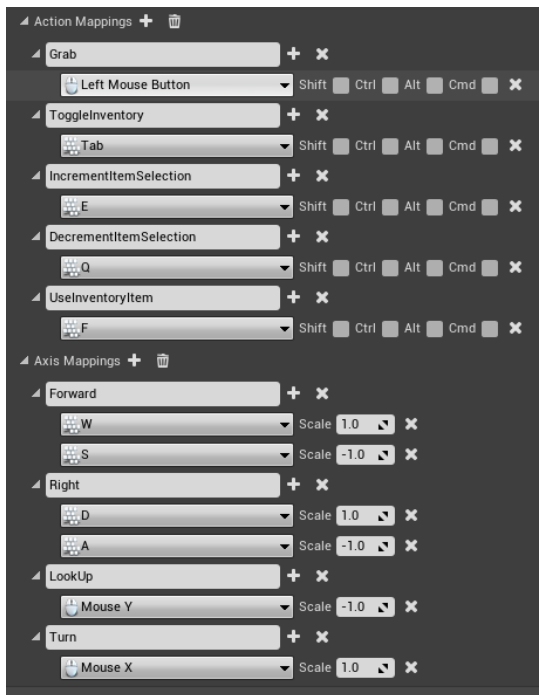 Action Mappings
Grab
Left Mouse Button Shift Ctrl Alt Cmd
ToggleInventory
Tab Shift Ctrl Alt Cmd
IncrementItemSelection
E Shift Ctrl Alt Cmd
DecrementItemSelection
Q Shift Ctrl Alt Cmd
UseInventoryItem
F Shift Ctrl Alt Cmd
Axis Mappings
Forward
W Scale 1.0
S Scale -1.0
Right
D Scale 1.0
A Scale -1.0
LookUp
Mouse Y Scale -1.0
Turn
Mouse X Scale 1.0